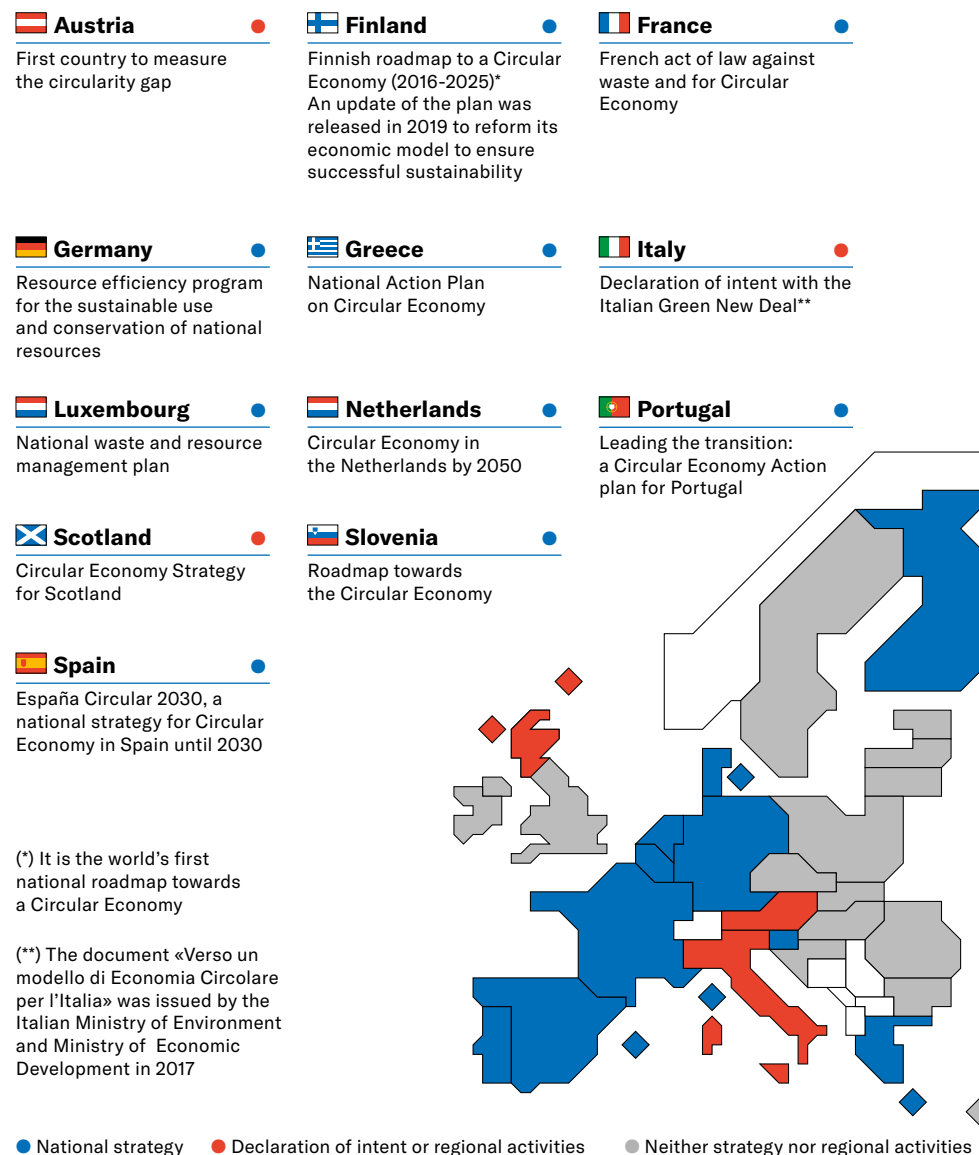 Austria
First country to measure
the circularity gap
Finland
Finnish roadmap to a Circular
Economy (2016-2025)*
An update of the plan was
released in 2019 to reform its
economic model to ensure
successful sustainability
France
French act of law against
waste and for Circular
Economy
Germany
Resource efficiency program
for the sustainable use
and conservation of national
resources
Greece
National Action Plan
on Circular Economy
Italy
Declaration of intent with the
Italian Green New Deal**
Luxembourg
National waste and resource
management plan
Netherlands
Circular Economy in
the Netherlands by 2050
Portugal
Leading the transition:
a Circular Economy Action
plan for Portugal
Scotland
Circular Economy Strategy
for Scotland
Slovenia
Roadmap towards
the Circular Economy
Spain
España Circular 2030, a
national strategy for Circular
Economy in Spain until 2030
(*) It is the world's first
national roadmap towards
a Circular Economy
(**) The document «Verso un
modello di Economia Circolare
per l'Italia» was issued by the
Italian Ministry of Environment
and Ministry of Economic
Development in 2017
National strategy
Declaration of intent or regional activities
Neither strategy nor regional activities